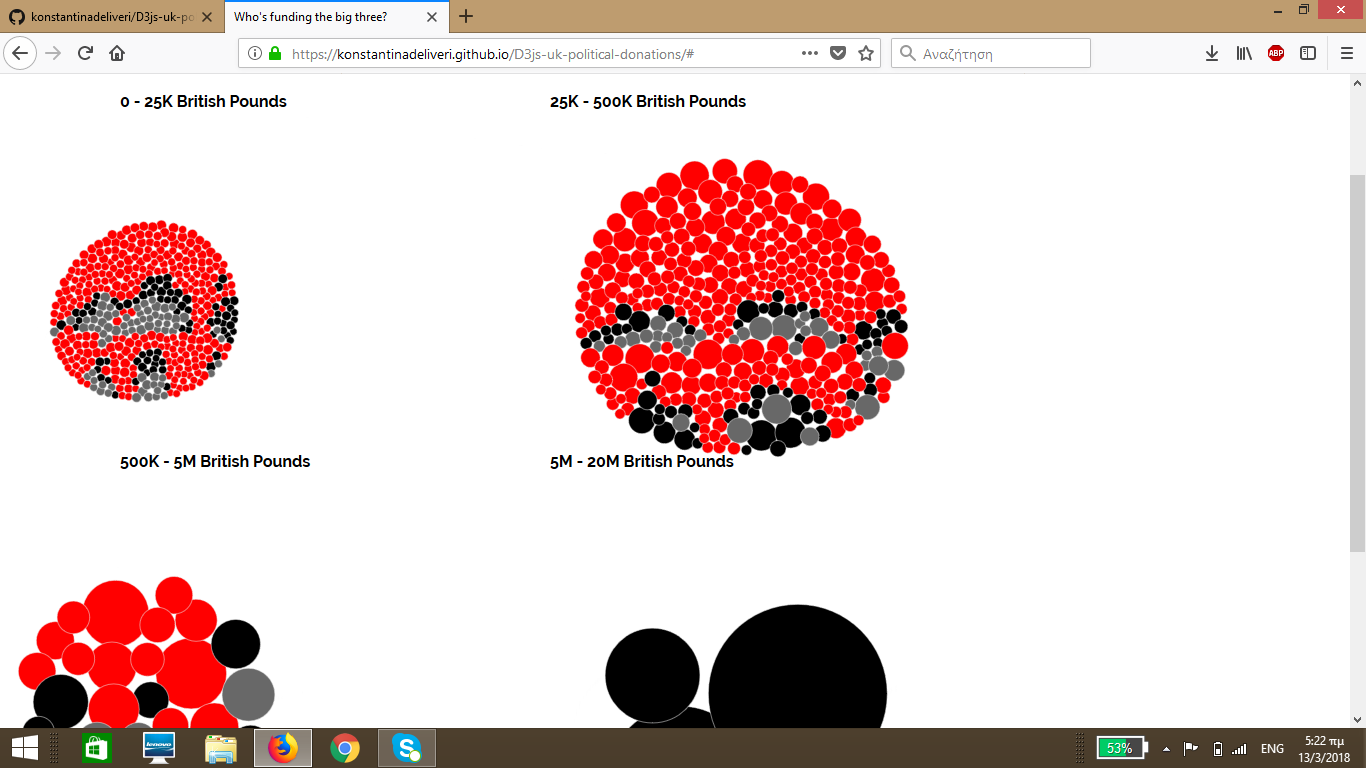 konstantinadeliveri/D3js-uk-po
Who's funding the big three?
https://konstantinadeliveri.github.io/D3js-uk-political-donations/#
Αναζήτηση
ABP
0 - 25K British Pounds
25K - 500K British Pounds
500K - 5M British Pounds
5M - 20M British Pounds
lenovo
53%
ENG
5:22 πμ
13/3/2018